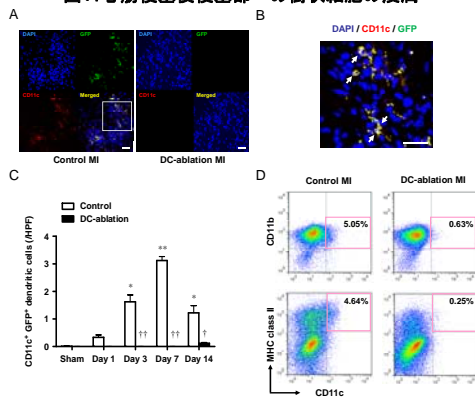 A
DAPI
GFP
DAPI
GFP
CD11c
Merged
CD11c
Merged
Control MI
DC-ablation MI
B
DAPI / CD11c / GFP
C
CD11c⁺ GFP⁺ dendritic cells (/HPF)
Control
DC-ablation
4
3
2
1
0
*
**
*
††
††
†
Sham
Day 1
Day 3
Day 7
Day 14
D
Control MI
DC-ablation MI
CD11b
5.05%
0.63%
MHC class II
4.64%
0.25%
CD11c